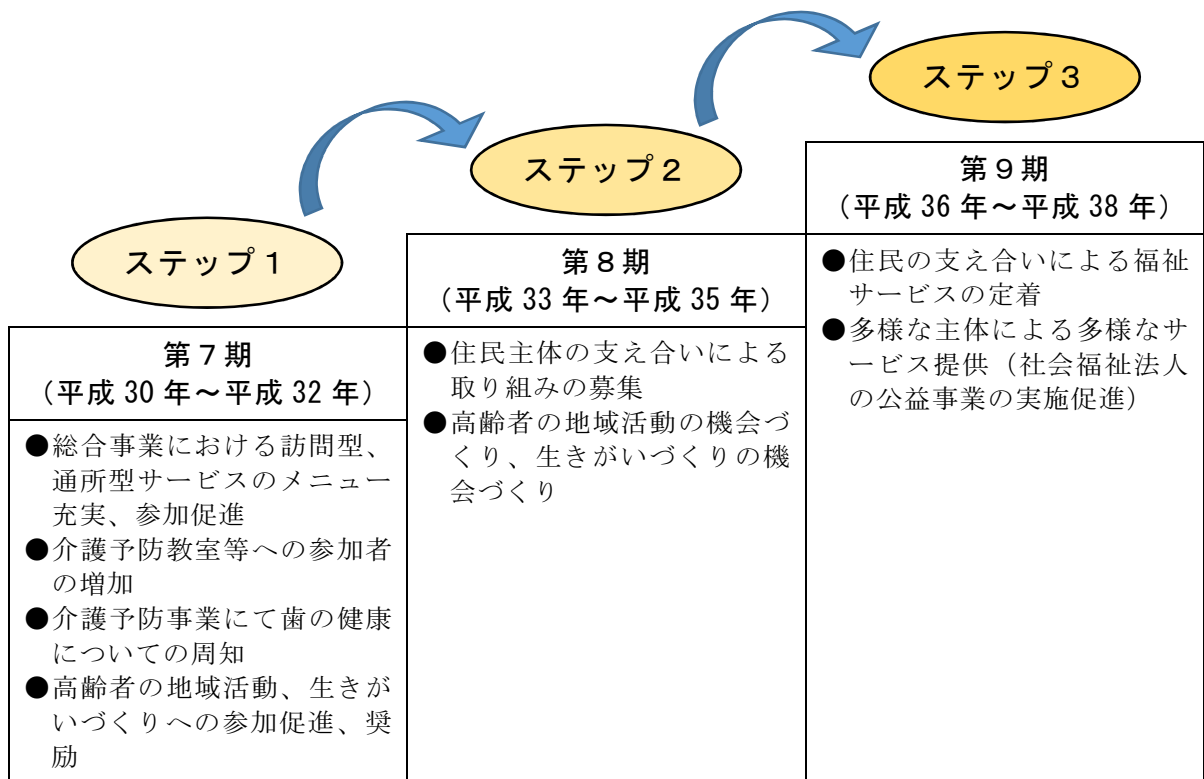 ステップ1
第7期
（平成 30 年～平成 32 年）
●総合事業における訪問型、
通所型サービスのメニュー
充実、参加促進
●介護予防教室等への参加者
の増加
●介護予防事業にて歯の健康
についての周知
●高齢者の地域活動、生きが
いづくりへの参加促進、奨
励
ステップ2
第8期
（平成 33 年～平成 35 年）
●住民主体の支え合いによる
取り組みの募集
●高齢者の地域活動の機会づ
くり、生きがいづくりの機
会づくり
ステップ3
第9期
（平成 36 年～平成 38 年）
●住民の支え合いによる福祉
サービスの定着
●多様な主体による多様なサ
ービス提供（社会福祉法人
の公益事業の実施促進）